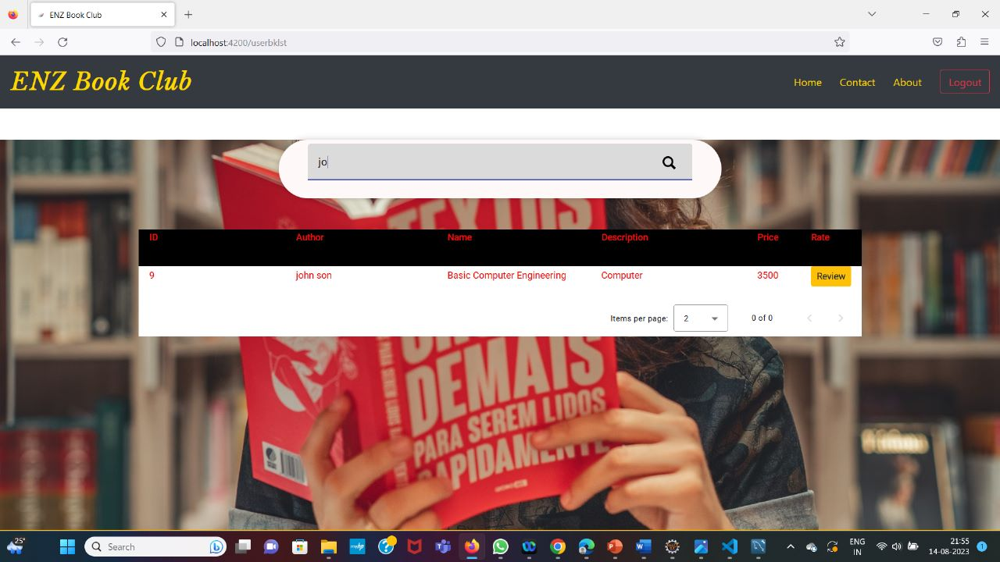 ENZ Book Club
localhost:4200/userbklst
ENZ Book Club
Home Contact About Logout
jo
ID Author Name Description Price Rate
9 john son Basic Computer Engineering Computer 3500 Review
Items per page: 2 0 of 0
TEXTOS
DEMAIS
PARA SEREM LIDOS
RAPIDAMENTE
25°
Search
ENG
IN
21:55
14-08-2023
1